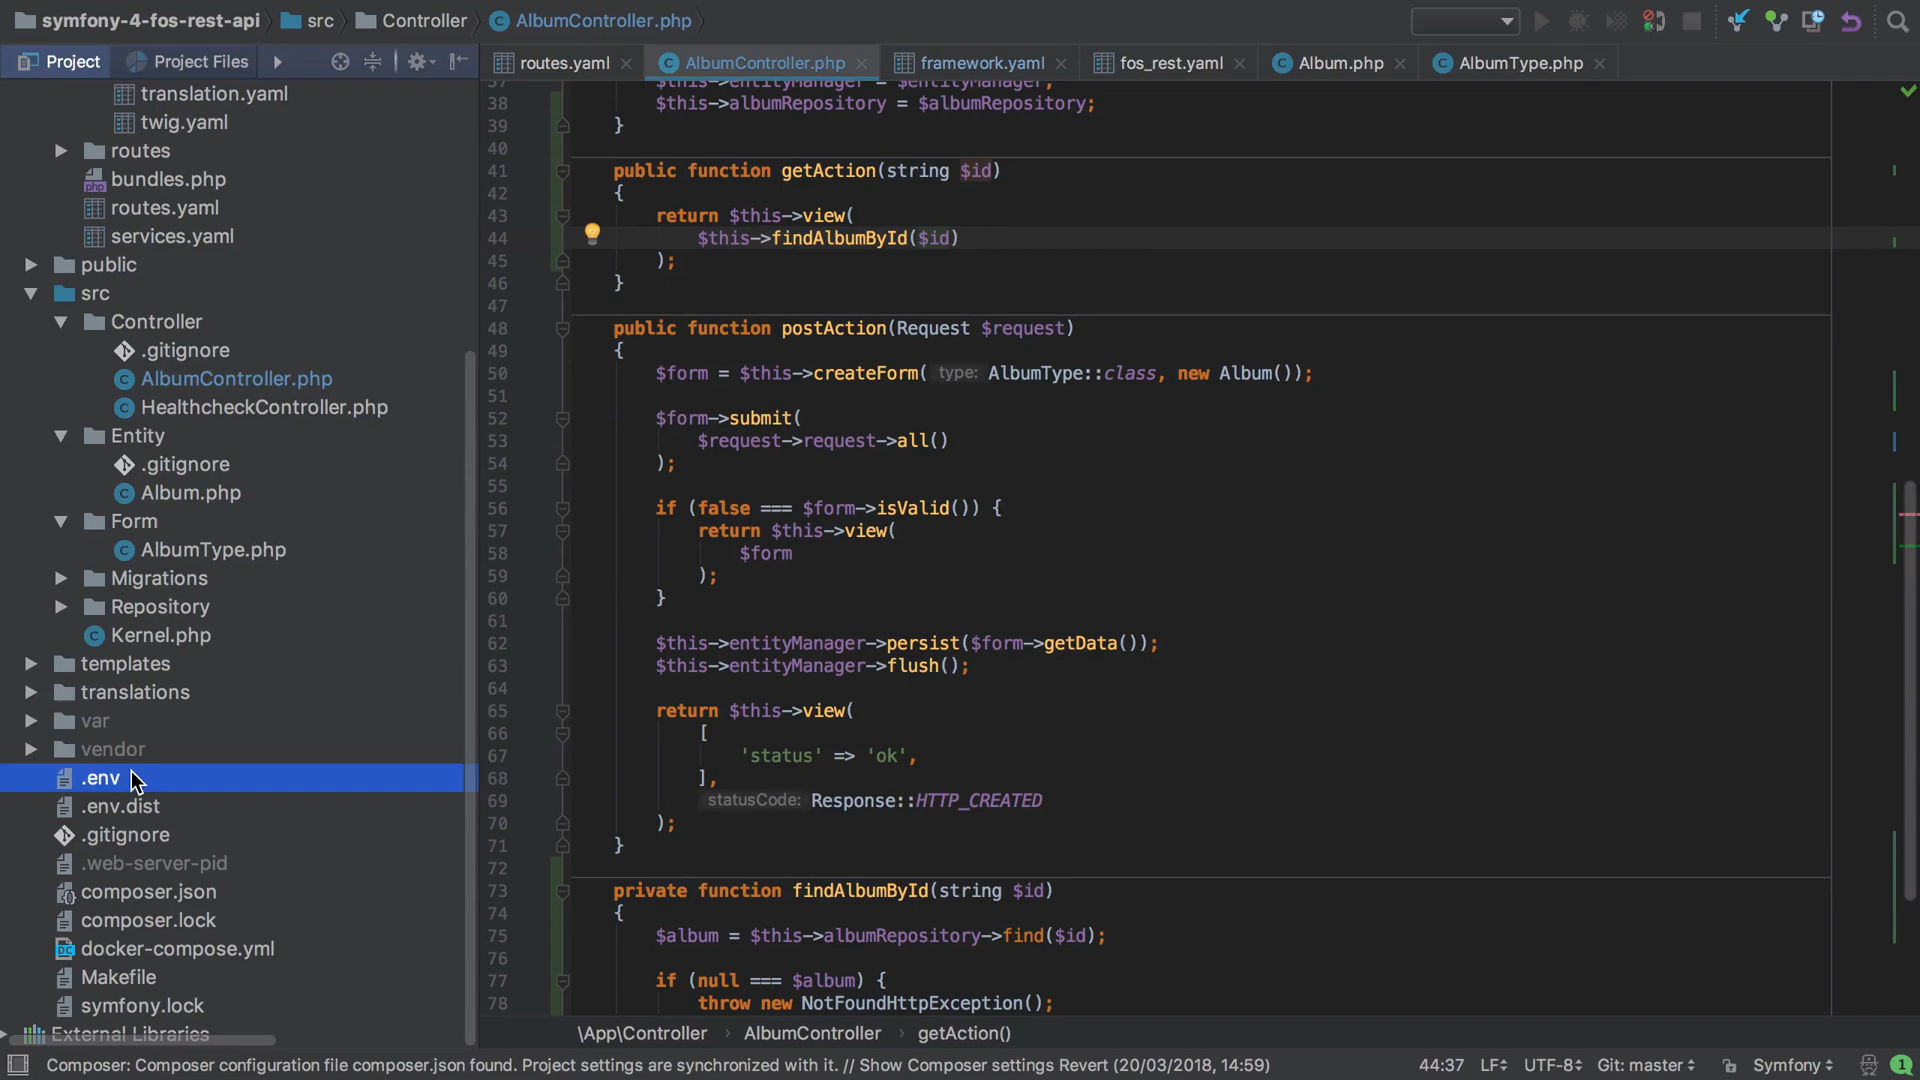 symfony-4-fos-rest-api src Controller AlbumController.php
Project Project Files
routes.yaml AlbumController.php framework.yaml fos_rest.yaml Album.php AlbumType.php
translation.yaml
twig.yaml
routes
php bundles.php
routes.yaml
services.yaml
public
src
Controller
.gitignore
AlbumController.php
HealthcheckController.php
Entity
.gitignore
Album.php
Form
AlbumType.php
Migrations
Repository
Kernel.php
templates
translations
var
vendor
.env
.env.dist
.gitignore
.web-server-pid
composer.json
composer.lock
DC docker-compose.yml
Makefile
symfony.lock
External Libraries
37 $this->entityManager = $entityManager;
38 $this->albumRepository = $albumRepository;
39 }
40
41 public function getAction(string $id)
42 {
43 return $this->view(
44 $this->findAlbumById($id)
45 );
46 }
47
48 public function postAction(Request $request)
49 {
50 $form = $this->createForm( type: AlbumType::class, new Album());
51
52 $form->submit(
53 $request->request->all()
54 );
55
56 if (false === $form->isValid()) {
57 return $this->view(
58 $form
59 );
60 }
61
62 $this->entityManager->persist($form->getData());
63 $this->entityManager->flush();
64
65 return $this->view(
66 [
67 'status' => 'ok',
68 ],
69 statusCode: Response::HTTP_CREATED
70 );
71 }
72
73 private function findAlbumById(string $id)
74 {
75 $album = $this->albumRepository->find($id);
76
77 if (null === $album) {
78 throw new NotFoundHttpException();
\App\Controller AlbumController getAction()
Composer: Composer configuration file composer.json found. Project settings are synchronized with it. // Show Composer settings Revert (20/03/2018, 14:59) 44:37 LF UTF-8 Git: master Symfony 1